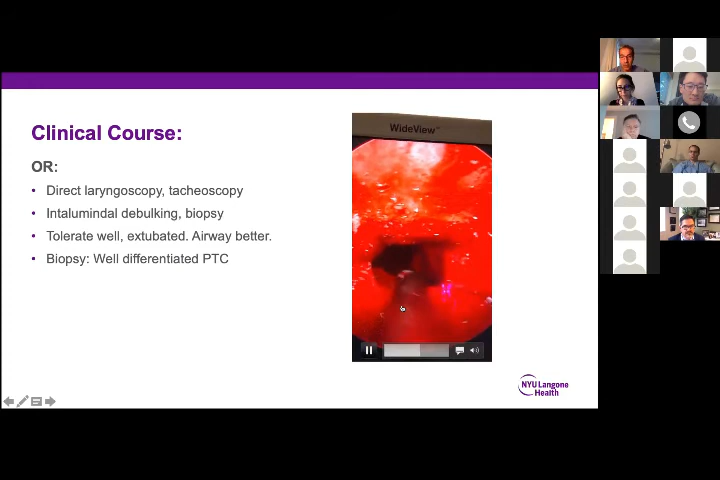 Clinical Course:
OR:
• Direct laryngoscopy, tacheoscopy
• Intalumindal debulking, biopsy
• Tolerate well, extubated. Airway better.
• Biopsy: Well differentiated PTC
WideView™
NYU Langone
Health